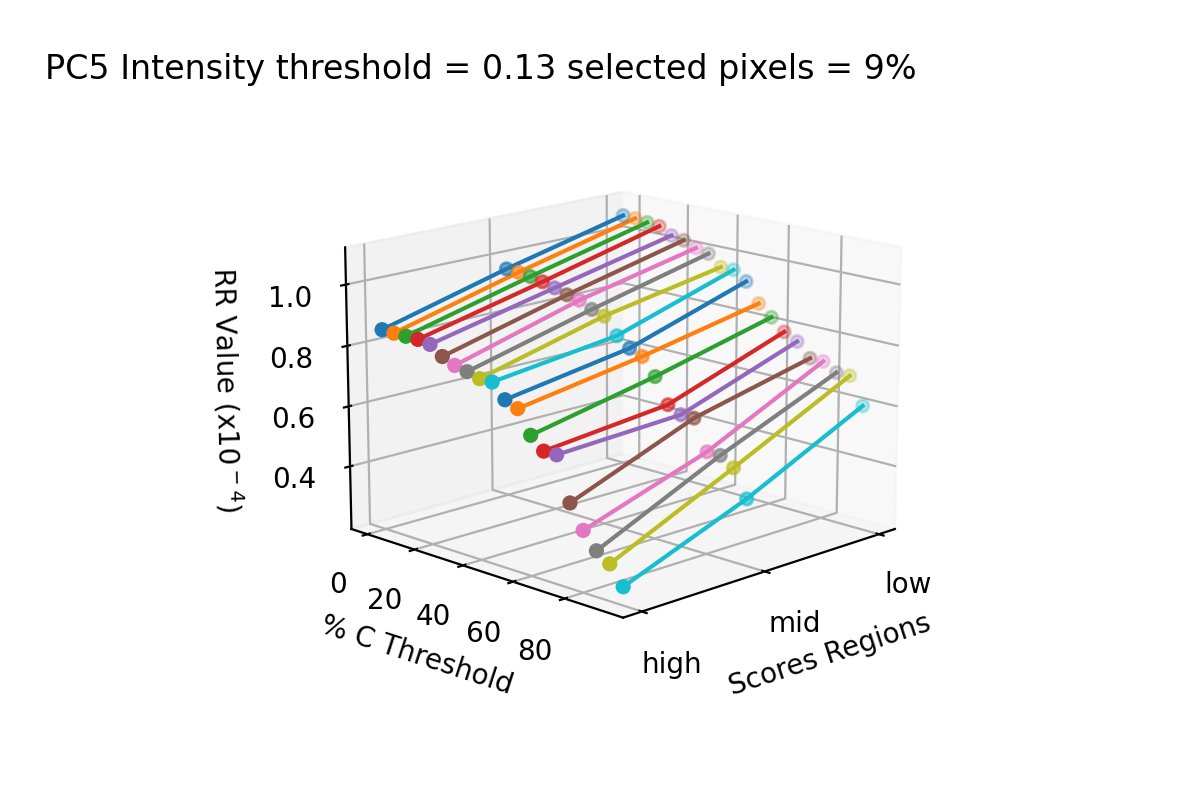 PC5 Intensity threshold = 0.13 selected pixels = 9%
RR Value (x10⁻⁴)
1.0
0.8
0.6
0.4
0
20
40
60
80
% C Threshold
high
mid
low
Scores Regions